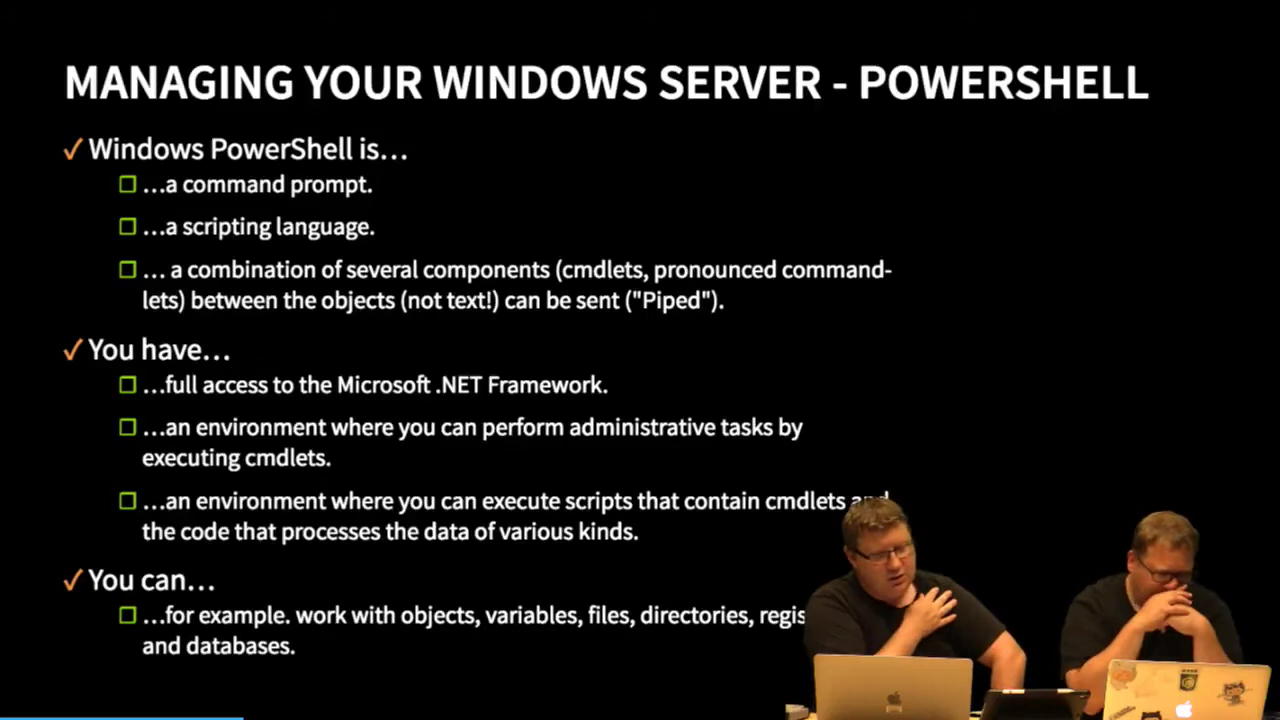 MANAGING YOUR WINDOWS SERVER - POWERSHELL
✓ Windows PowerShell is…
☐ …a command prompt.
☐ …a scripting language.
☐ … a combination of several components (cmdlets, pronounced command-
lets) between the objects (not text!) can be sent ("Piped").
✓ You have…
☐ …full access to the Microsoft .NET Framework.
☐ …an environment where you can perform administrative tasks by
executing cmdlets.
☐ …an environment where you can execute scripts that contain cmdlets and
the code that processes the data of various kinds.
✓ You can…
☐ …for example. work with objects, variables, files, directories,
and databases.